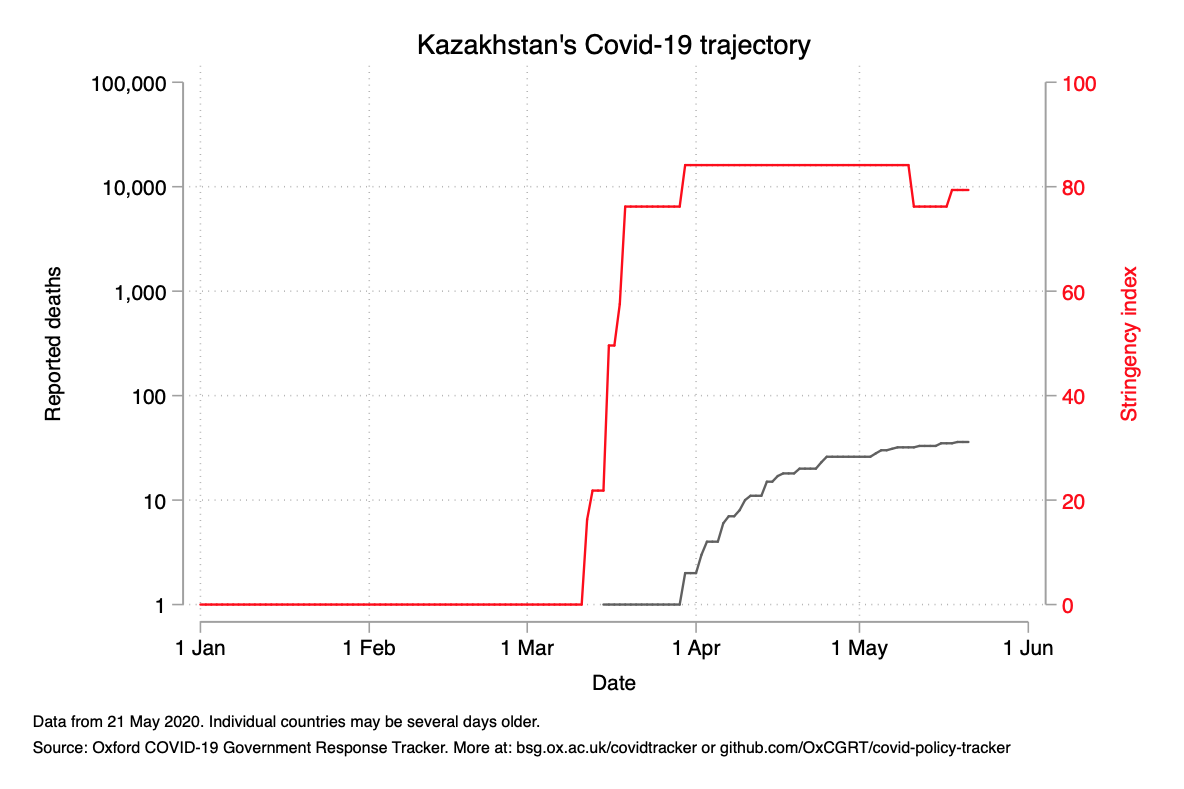 Kazakhstan's Covid-19 trajectory
100,000
10,000
1,000
100
10
1
Reported deaths
100
80
60
40
20
0
Stringency index
1 Jan 1 Feb 1 Mar 1 Apr 1 May 1 Jun
Date
Data from 21 May 2020. Individual countries may be several days older.
Source: Oxford COVID-19 Government Response Tracker. More at: bsg.ox.ac.uk/covidtracker or github.com/OxCGRT/covid-policy-tracker